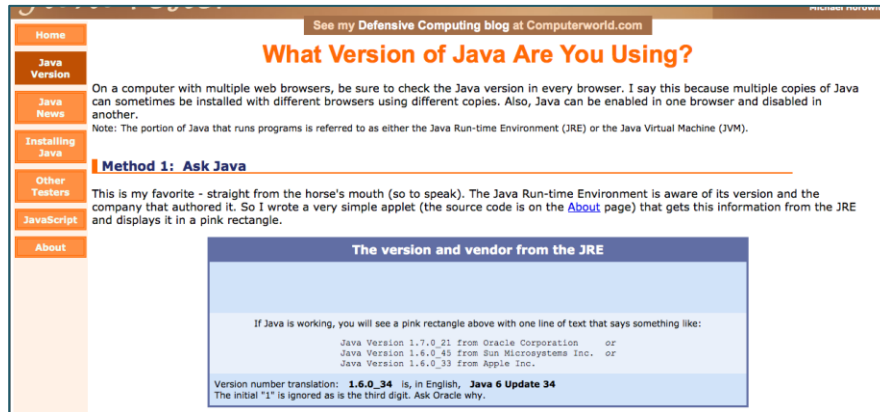 See my Defensive Computing blog at Computerworld.com
Home
Java
Version
Java
News
Installing
Java
Other
Testers
JavaScript
About
What Version of Java Are You Using?
On a computer with multiple web browsers, be sure to check the Java version in every browser. I say this because multiple copies of Java
can sometimes be installed with different browsers using different copies. Also, Java can be enabled in one browser and disabled in
another.
Note: The portion of Java that runs programs is referred to as either the Java Run-time Environment (JRE) or the Java Virtual Machine (JVM).
Method 1: Ask Java
This is my favorite - straight from the horse's mouth (so to speak). The Java Run-time Environment is aware of its version and the
company that authored it. So I wrote a very simple applet (the source code is on the About page) that gets this information from the JRE
and displays it in a pink rectangle.
The version and vendor from the JRE
If Java is working, you will see a pink rectangle above with one line of text that says something like:
Java Version 1.7.0_21 from Oracle Corporation or
Java Version 1.6.0_45 from Sun Microsystems Inc. or
Java Version 1.6.0_33 from Apple Inc.
Version number translation: 1.6.0_34 is, in English, Java 6 Update 34
The initial "1" is ignored as is the third digit. Ask Oracle why.